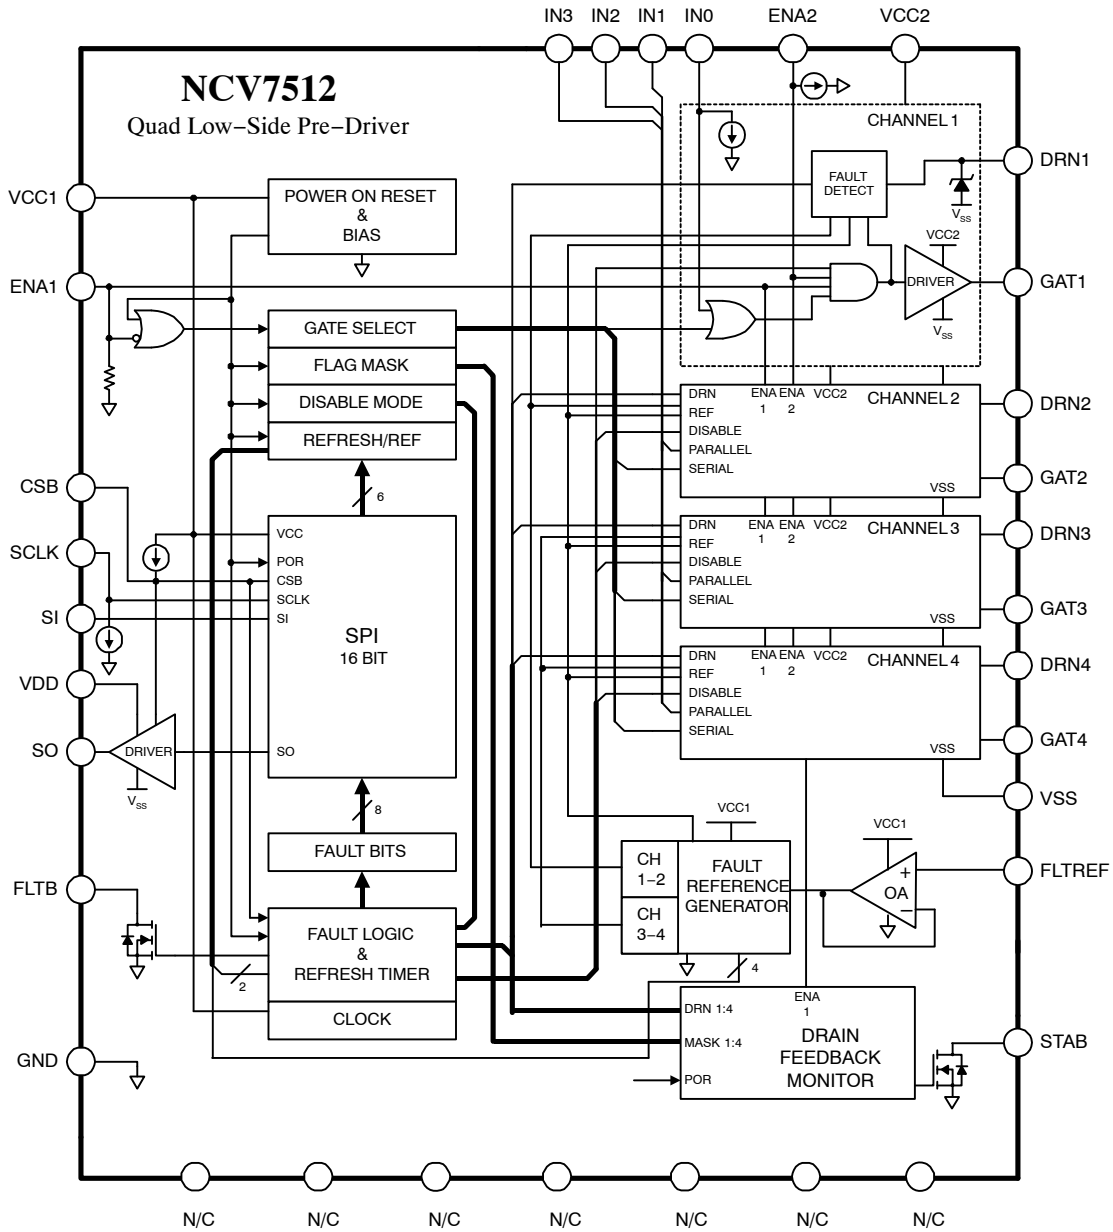 IN3 IN2 IN1 IN0 ENA2 VCC2
NCV7512
Quad Low−Side Pre−Driver
CHANNEL 1
FAULT
DETECT
DRN1
VSS
VCC2
DRIVER
VSS
GAT1
VCC1
POWER ON RESET
&
BIAS
ENA1
GATE SELECT
FLAG MASK
DISABLE MODE
REFRESH/REF
6
CSB
SCLK
SI
VDD
SO
DRIVER
VSS
VCC
POR
CSB
SCLK
SI
SPI
16 BIT
SO
8
FAULT BITS
FLTB
FAULT LOGIC
&
REFRESH TIMER
2
CLOCK
GND
DRN
REF
DISABLE
PARALLEL
SERIAL
ENA
1
ENA
2
VCC2
CHANNEL 2
VSS
DRN2
GAT2
DRN
REF
DISABLE
PARALLEL
SERIAL
ENA
1
ENA
2
VCC2
CHANNEL 3
VSS
DRN3
GAT3
DRN
REF
DISABLE
PARALLEL
SERIAL
ENA
1
ENA
2
VCC2
CHANNEL 4
VSS
DRN4
GAT4
VSS
VCC1
CH
1−2
CH
3−4
FAULT
REFERENCE
GENERATOR
4
VCC1
+
OA
−
FLTREF
ENA
1
DRN 1:4
MASK 1:4
POR
DRAIN
FEEDBACK
MONITOR
STAB
N/C N/C N/C N/C N/C N/C N/C